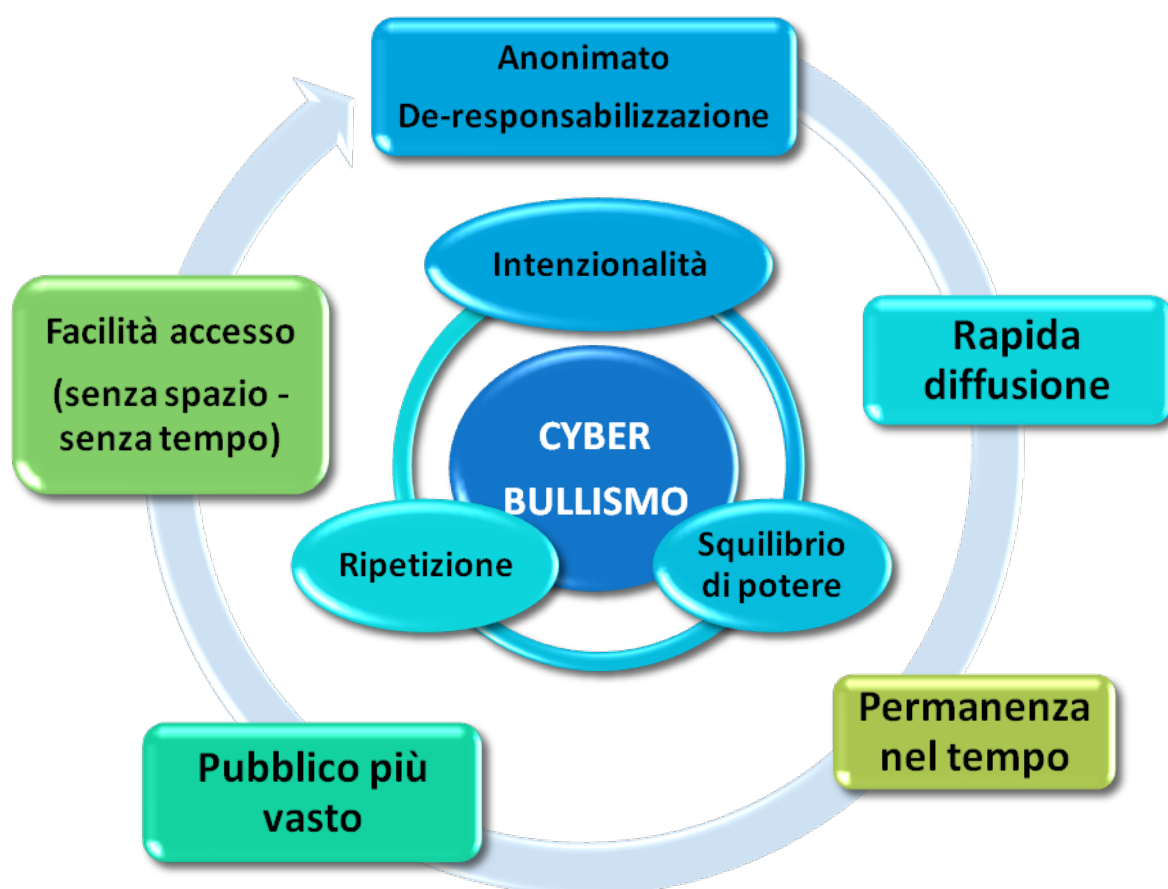 Anonimato
De-responsabilizzazione
Intenzionalità
Facilità accesso
(senza spazio -
senza tempo)
Rapida
diffusione
CYBER
BULLISMO
Ripetizione
Squilibrio
di potere
Permanenza
nel tempo
Pubblico più
vasto